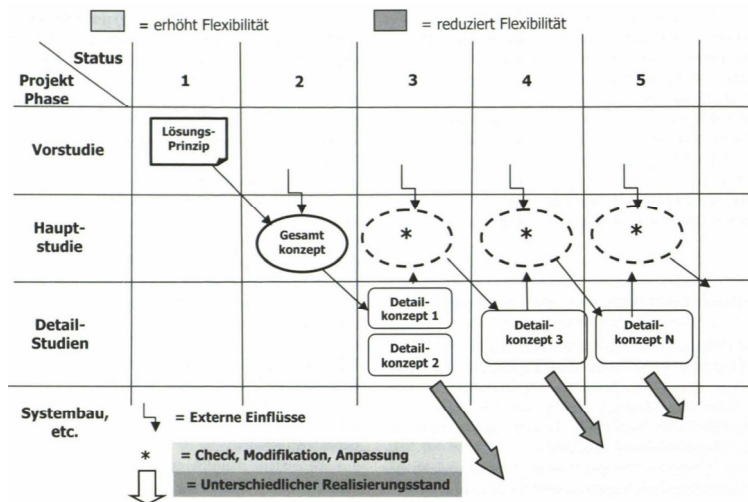 = erhöht Flexibilität
= reduziert Flexibilität
Status
Projekt
Phase
1
2
3
4
5
Vorstudie
Lösungs-
Prinzip
Haupt-
studie
Gesamt
konzept
*
*
*
Detail-
Studien
Detail-
konzept 1
Detail-
konzept 2
Detail-
konzept 3
Detail-
konzept N
Systembau,
etc.
= Externe Einflüsse
* = Check, Modifikation, Anpassung
= Unterschiedlicher Realisierungsstand